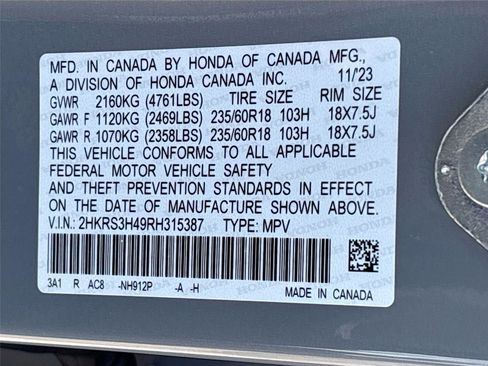 MFD. IN CANADA BY HONDA OF CANADA MFG.,
A DIVISION OF HONDA CANADA INC. 11/'23
GVWR 2160KG (4761LBS) TIRE SIZE RIM SIZE
GAWR F 1120KG (2469LBS) 235/60R18 103H 18X7.5J
GAWR R 1070KG (2358LBS) 235/60R18 103H 18X7.5J
THIS VEHICLE CONFORMS TO ALL APPLICABLE
FEDERAL MOTOR VEHICLE SAFETY
AND THEFT PREVENTION STANDARDS IN EFFECT
ON THE DATE OF MANUFACTURE SHOWN ABOVE.
V.I.N.: 2HKRS3H49RH315387 TYPE: MPV
3A1 R AC8 -NH912P -A -H
MADE IN CANADA